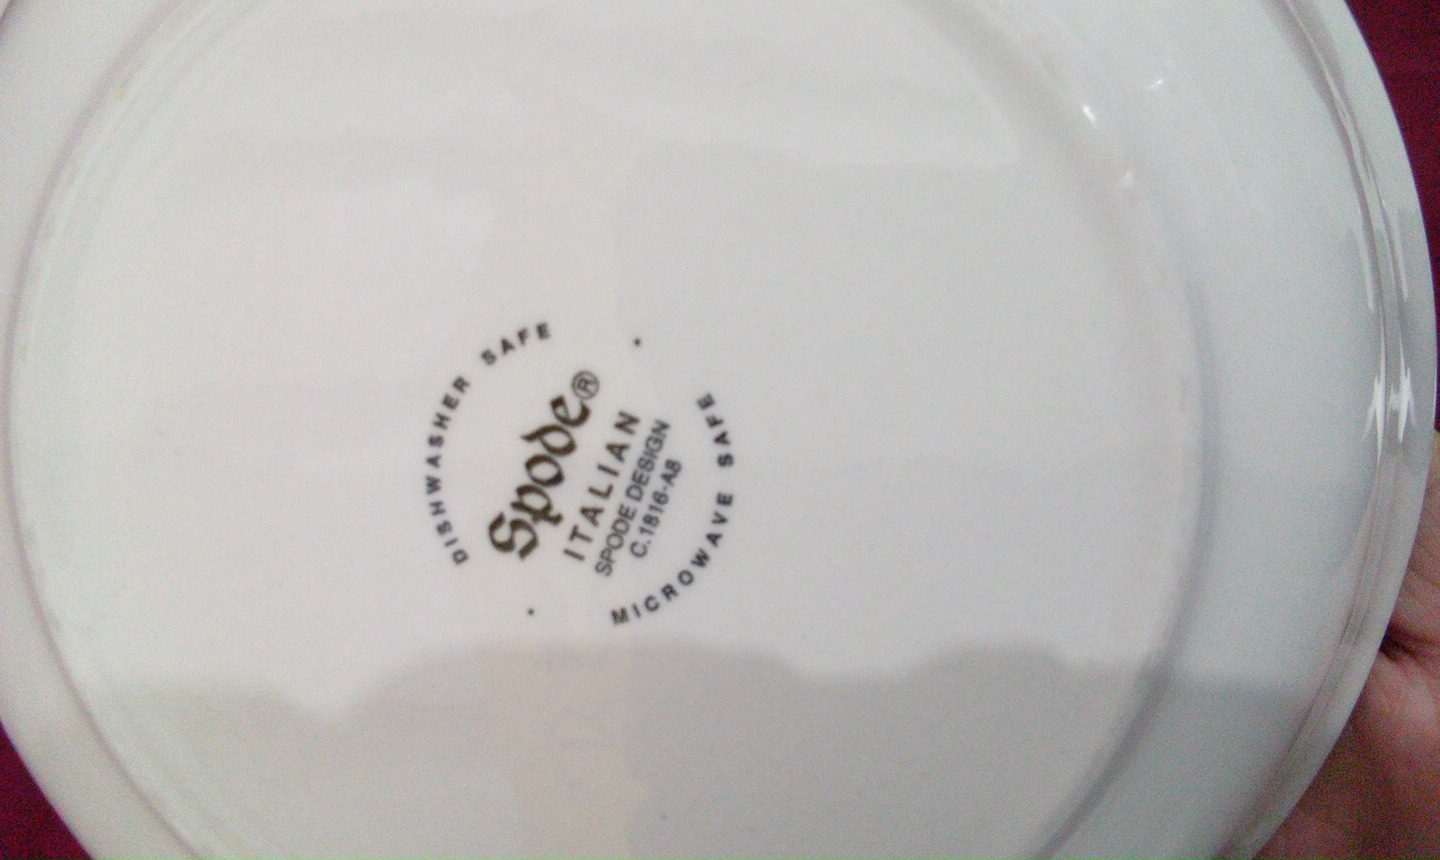 DISHWASHER SAFE
Spode®
ITALIAN
SPODE DESIGN
C.1816-A8
MICROWAVE SAFE